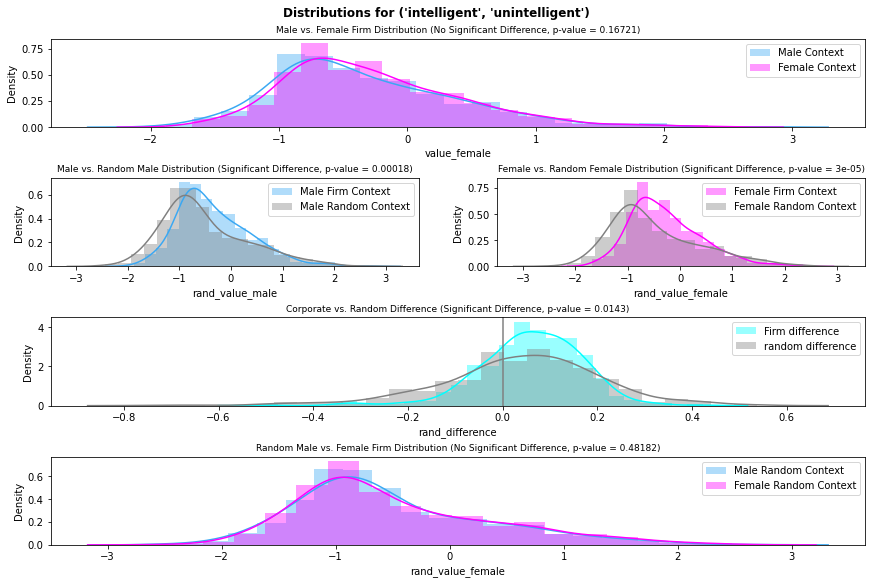 Distributions for ('intelligent', 'unintelligent')
Male vs. Female Firm Distribution (No Significant Difference, p-value = 0.16721)
Density
0.75
0.50
0.25
0.00
Male Context
Female Context
−2 −1 0 1 2 3
value_female
Male vs. Random Male Distribution (Significant Difference, p-value = 0.00018)
Density
0.6
0.4
0.2
0.0
Male Firm Context
Male Random Context
−3 −2 −1 0 1 2 3
rand_value_male
Female vs. Random Female Distribution (Significant Difference, p-value = 3e-05)
Density
0.75
0.50
0.25
0.00
Female Firm Context
Female Random Context
−3 −2 −1 0 1 2 3
rand_value_female
Corporate vs. Random Difference (Significant Difference, p-value = 0.0143)
Density
4
2
0
Firm difference
random difference
−0.8 −0.6 −0.4 −0.2 0.0 0.2 0.4 0.6
rand_difference
Random Male vs. Female Firm Distribution (No Significant Difference, p-value = 0.48182)
Density
0.6
0.4
0.2
0.0
Male Random Context
Female Random Context
−3 −2 −1 0 1 2 3
rand_value_female